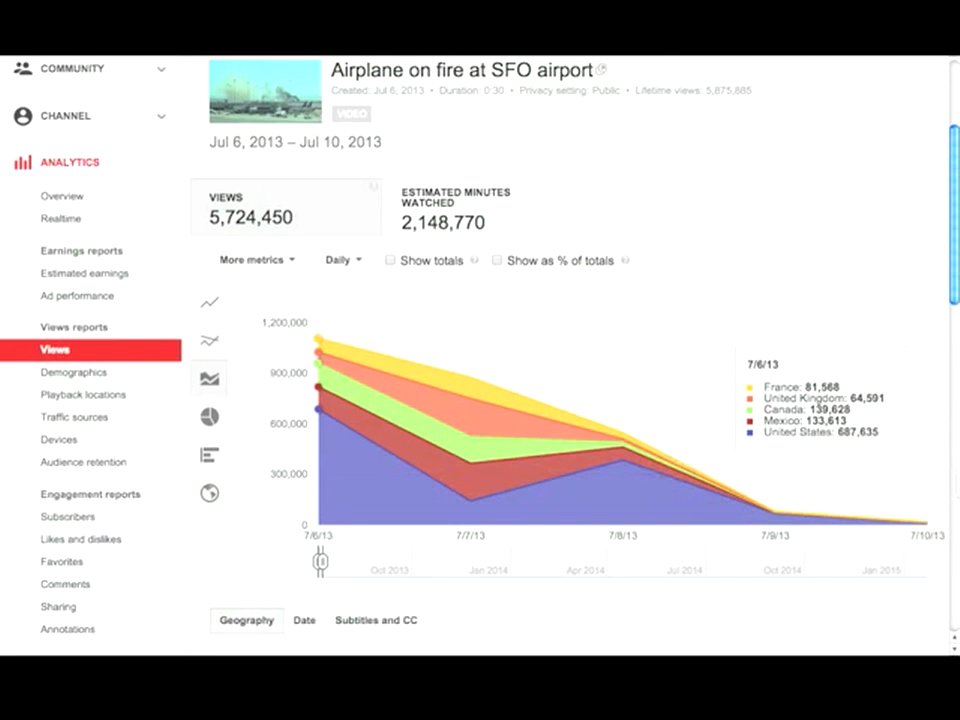 COMMUNITY
CHANNEL
ANALYTICS
Overview
Realtime
Earnings reports
Estimated earnings
Ad performance
Views reports
Views
Demographics
Playback locations
Traffic sources
Devices
Audience retention
Engagement reports
Subscribers
Likes and dislikes
Favorites
Comments
Sharing
Annotations
Airplane on fire at SFO airport
Created: Jul 6, 2013 • Duration: 0:30 • Privacy setting: Public • Lifetime views: 5,875,885
VIDEO
Jul 6, 2013 – Jul 10, 2013
VIEWS
5,724,450
ESTIMATED MINUTES
WATCHED
2,148,770
More metrics Daily Show totals Show as % of totals
1,200,000
900,000
600,000
300,000
0
7/6/13 7/7/13 7/8/13 7/9/13 7/10/13
7/6/13
France: 81,568
United Kingdom: 64,591
Canada: 139,628
Mexico: 133,613
United States: 687,635
Oct 2013 Jan 2014 Apr 2014 Jul 2014 Oct 2014 Jan 2015
Geography Date Subtitles and CC